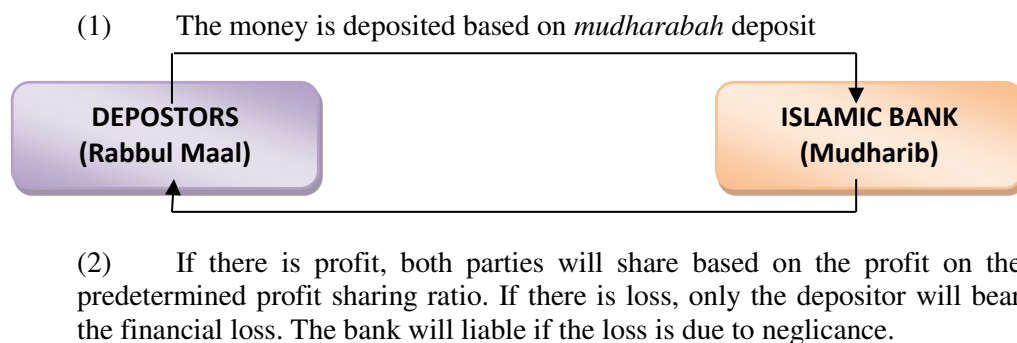 (1) The money is deposited based on mudharabah deposit
DEPOSTORS
(Rabbul Maal)
ISLAMIC BANK
(Mudharib)
(2) If there is profit, both parties will share based on the profit on the
predetermined profit sharing ratio. If there is loss, only the depositor will bear
the financial loss. The bank will liable if the loss is due to neglicance.